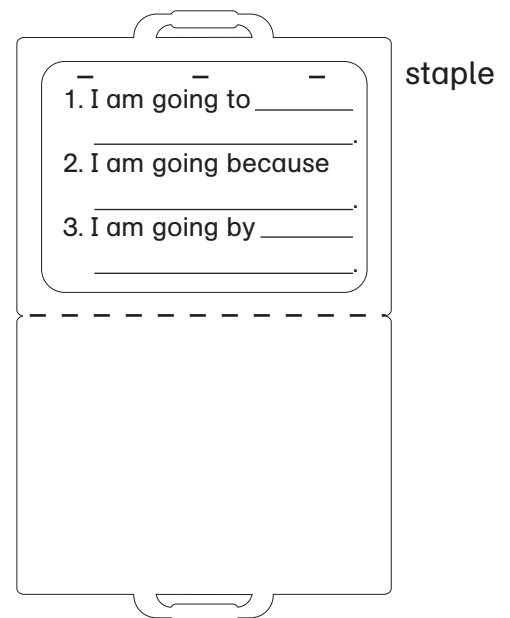 staple
1. I am going to
.
2. I am going because
.
3. I am going by
.